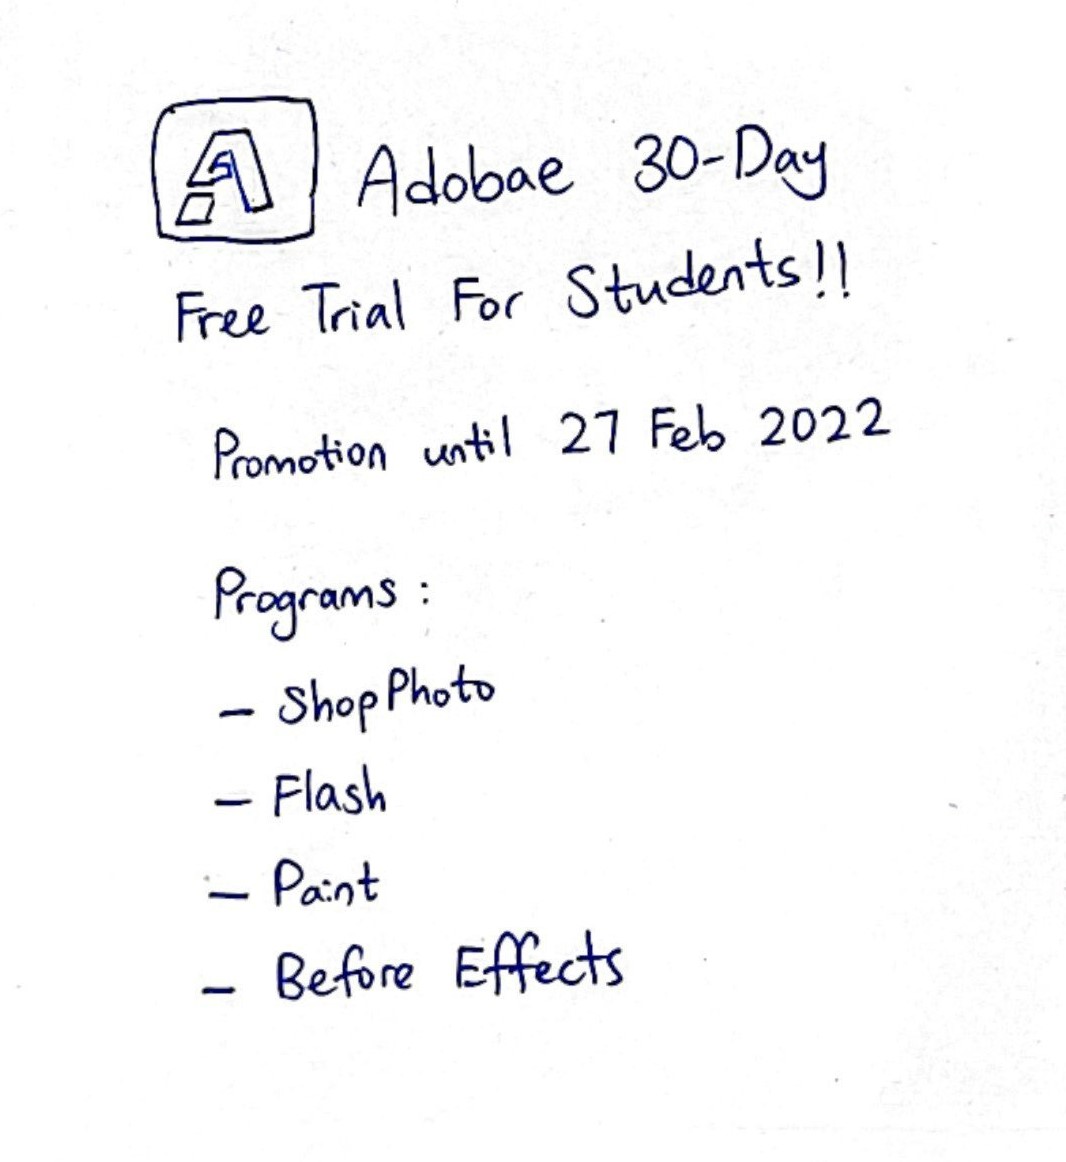 Adobae 30-Day
Free Trial For Students!!
Promotion until 27 Feb 2022
Programs:
- ShopPhoto
- Flash
- Paint
- Before Effects